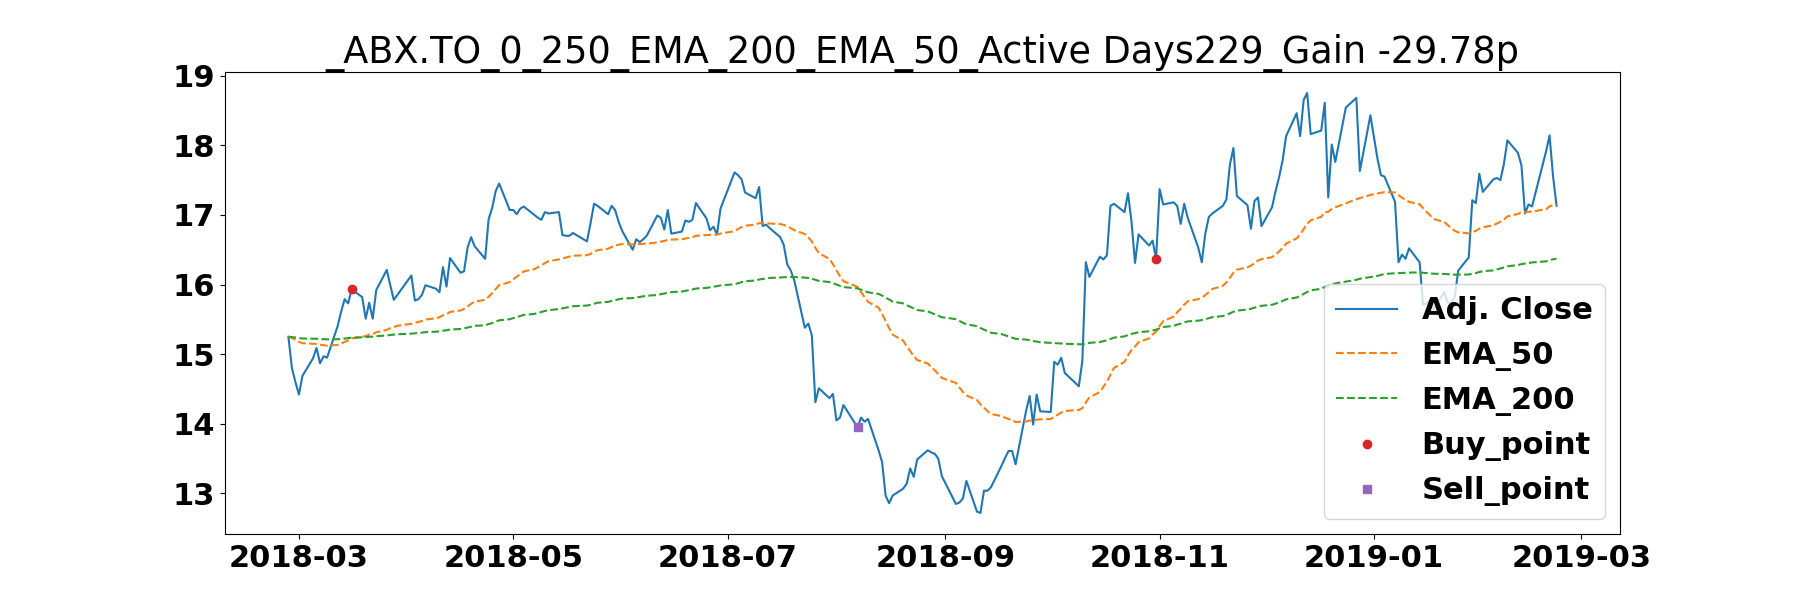 _ABX.TO_0_250_EMA_200_EMA_50_Active Days229_Gain -29.78p
19
18
17
16
15
14
13
Adj. Close
EMA_50
EMA_200
Buy_point
Sell_point
2018-03 2018-05 2018-07 2018-09 2018-11 2019-01 2019-03